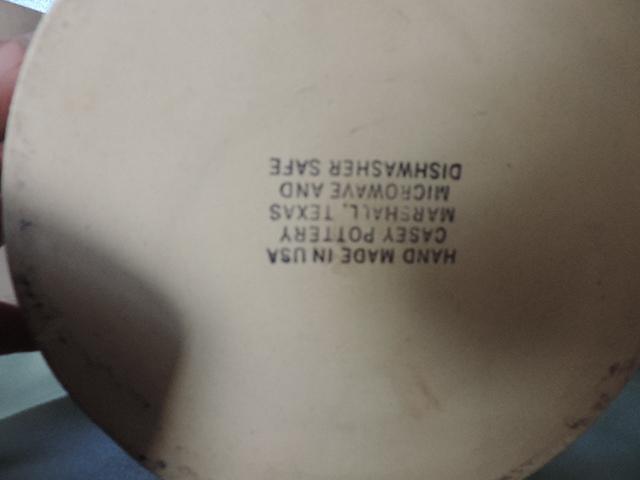 HAND MADE IN USA
CASEY POTTERY
MARSHALL, TEXAS
MICROWAVE AND
DISHWASHER SAFE